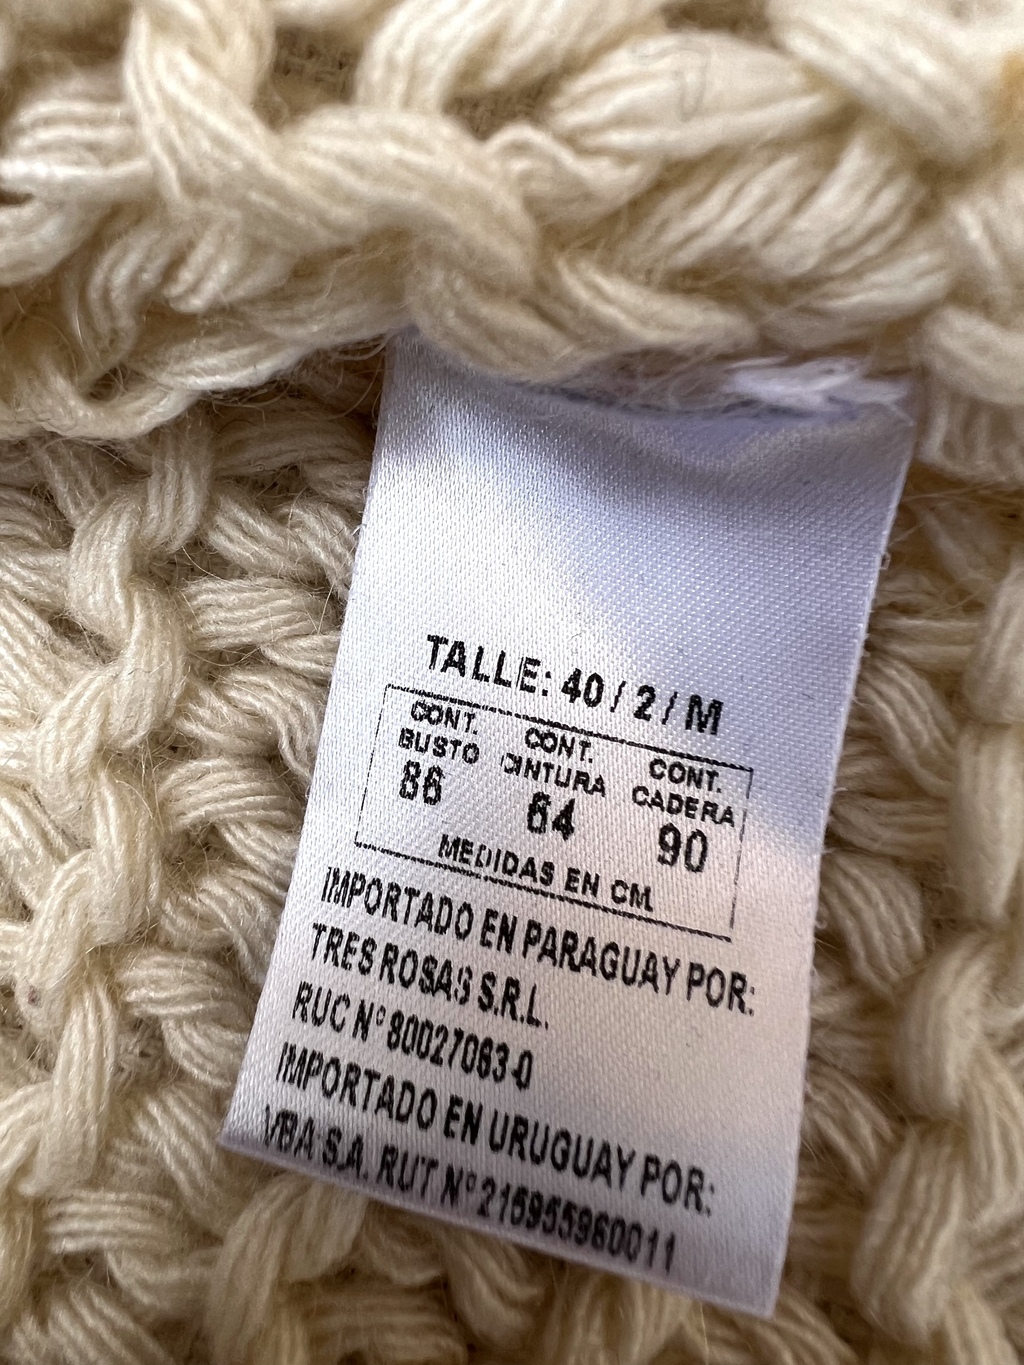 TALLE: 40 / 2 / M
CONT. CONT. CONT.
BUSTO CINTURA CADERA
86 64 90
MEDIDAS EN CM
IMPORTADO EN PARAGUAY POR:
TRES ROSAS S.R.L.
RUC N° 80027063-0
IMPORTADO EN URUGUAY POR:
VBA S.A. RUT N° 215955960011